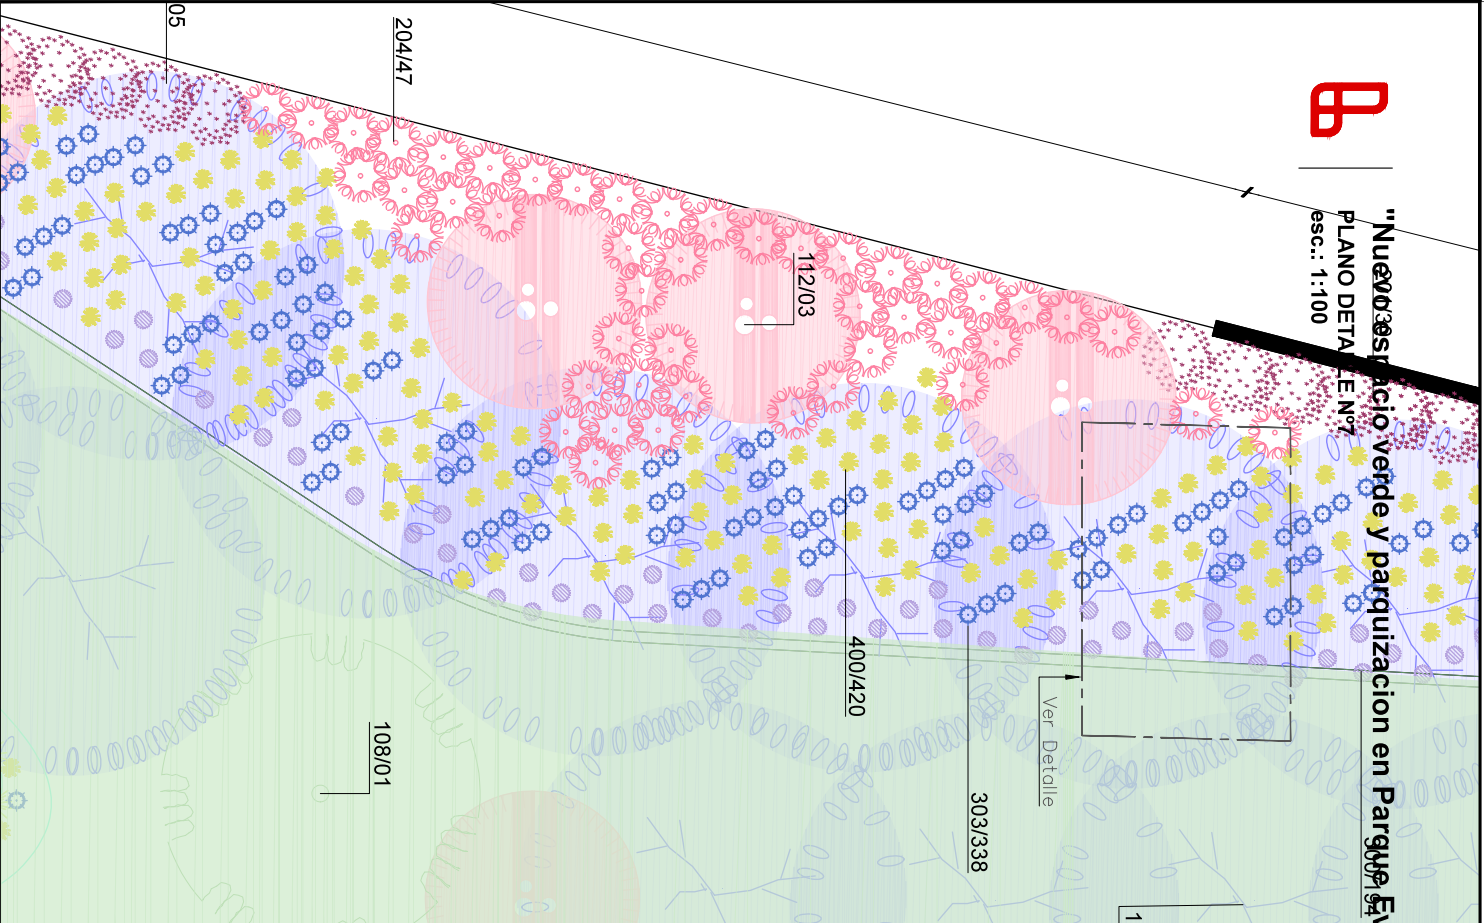 "Nuevo espacio verde y parquizacion en Parque
PLANO DETALLE Nº7
esc.: 1:100
05
204/47
112/03
400/420
303/338
108/01
Ver Detalle
1